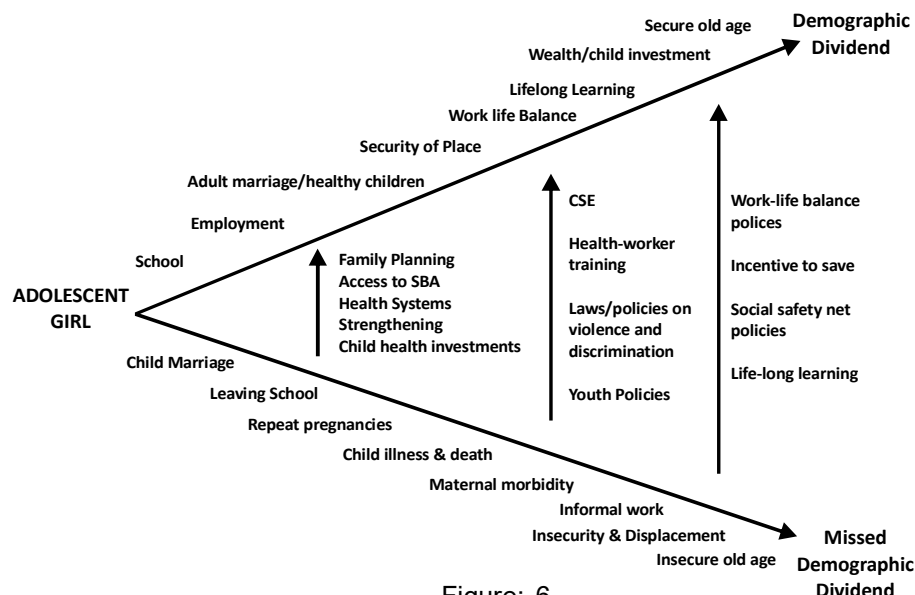 Secure old age
Demographic
Dividend
Wealth/child investment
Lifelong Learning
Work life Balance
Security of Place
Adult marriage/healthy children
Employment
School
ADOLESCENT
GIRL
Family Planning
Access to SBA
Health Systems
Strengthening
Child health investments
CSE
Health-worker
training
Laws/policies on
violence and
discrimination
Youth Policies
Work-life balance
polices
Incentive to save
Social safety net
policies
Life-long learning
Child Marriage
Leaving School
Repeat pregnancies
Child illness & death
Maternal morbidity
Informal work
Insecurity & Displacement
Insecure old age
Missed
Demographic
Dividend
Figure: 6